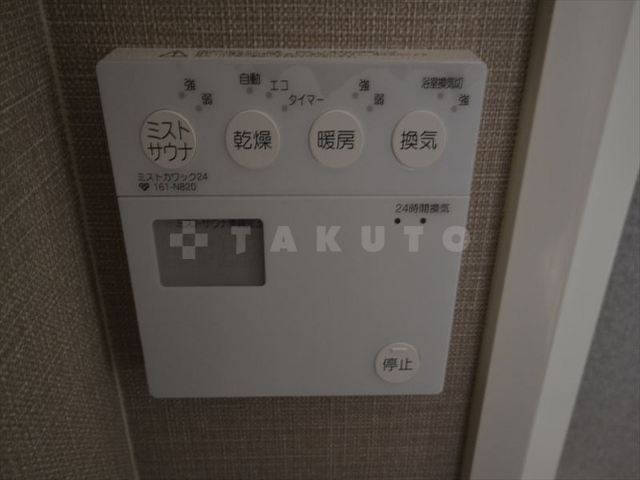 強
弱
自動
エコ
タイマー
強
弱
浴室換気切
強
ミスト
サウナ
乾燥
暖房
換気
ミストカワック24
161-N820
24時間換気
TAKUTO
停止